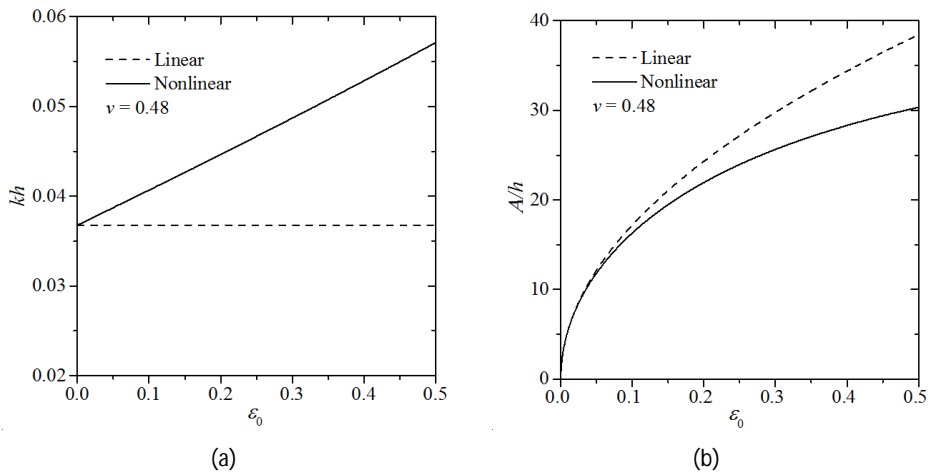 0.06
0.05
0.04
0.03
0.02
kh
Linear
Nonlinear
v = 0.48
0.0 0.1 0.2 0.3 0.4 0.5
ε0
(a)
40
30
20
10
0
A/h
Linear
Nonlinear
v = 0.48
0.0 0.1 0.2 0.3 0.4 0.5
ε0
(b)